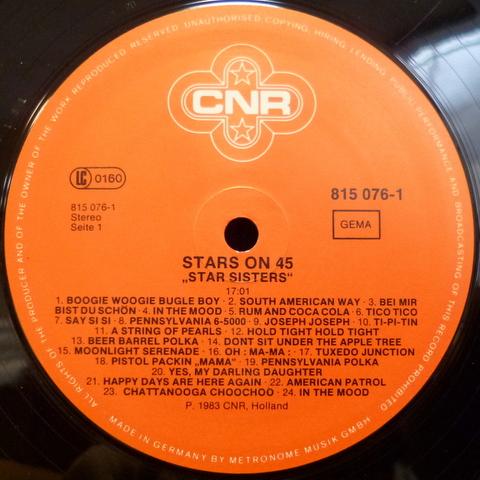 ALL RIGHTS OF THE PRODUCER AND OF THE OWNER OF THE WORK REPRODUCED RESERVED. UNAUTHORISED COPYING, HIRING, LENDING, PUBLIC PERFORMANCE AND BROADCASTING OF THIS RECORD PROHIBITED
CNR
LC 0160
815 076-1
Stereo
Seite 1
815 076-1
GEMA
STARS ON 45
„STAR SISTERS"
17:01
1. BOOGIE WOOGIE BUGLE BOY · 2. SOUTH AMERICAN WAY · 3. BEI MIR
BIST DU SCHÖN · 4. IN THE MOOD · 5. RUM AND COCA COLA · 6. TICO TICO
7. SAY SI SI · 8. PENNSYLVANIA 6-5000 · 9. JOSEPH JOSEPH · 10. TI-PI-TIN
11. A STRING OF PEARLS · 12. HOLD TIGHT HOLD TIGHT
13. BEER BARREL POLKA · 14. DONT SIT UNDER THE APPLE TREE
15. MOONLIGHT SERENADE · 16. OH : MA-MA : · 17. TUXEDO JUNCTION
18. PISTOL PACKIN „MAMA" · 19. PENNSYLVANIA POLKA
20. YES, MY DARLING DAUGHTER
21. HAPPY DAYS ARE HERE AGAIN · 22. AMERICAN PATROL
23. CHATTANOOGA CHOOCHOO · 24. IN THE MOOD
P. 1983 CNR, Holland
MADE IN GERMANY BY METRONOME MUSIK GMBH